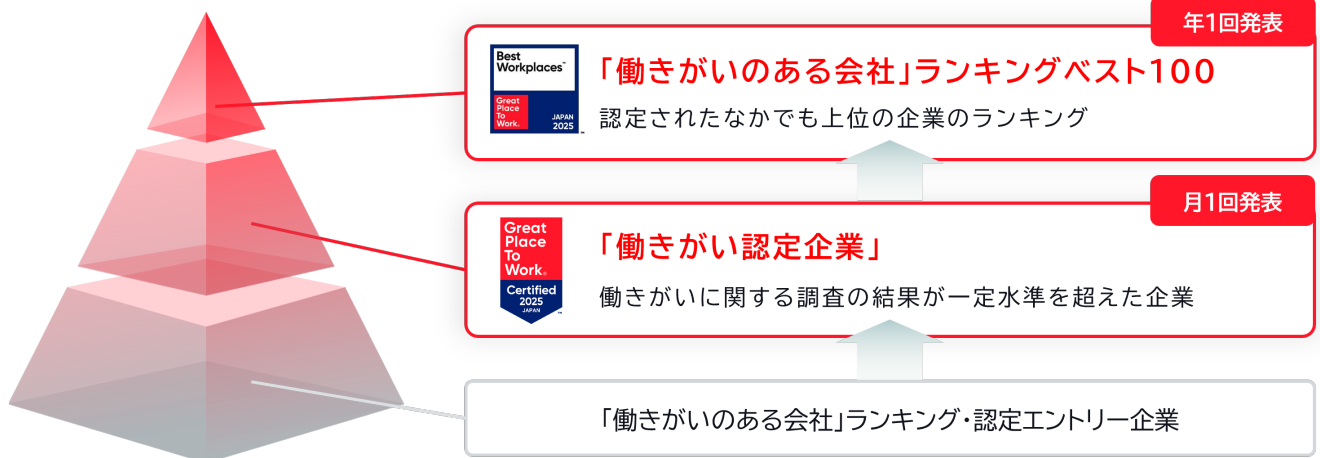 年1回発表
Best
Workplaces™
Great
Place
To
Work.
JAPAN
2025
「働きがいのある会社」ランキングベスト100
認定されたなかでも上位の企業のランキング
月1回発表
Great
Place
To
Work.
Certified
2025
JAPAN
「働きがい認定企業」
働きがいに関する調査の結果が一定水準を超えた企業
「働きがいのある会社」ランキング・認定エントリー企業